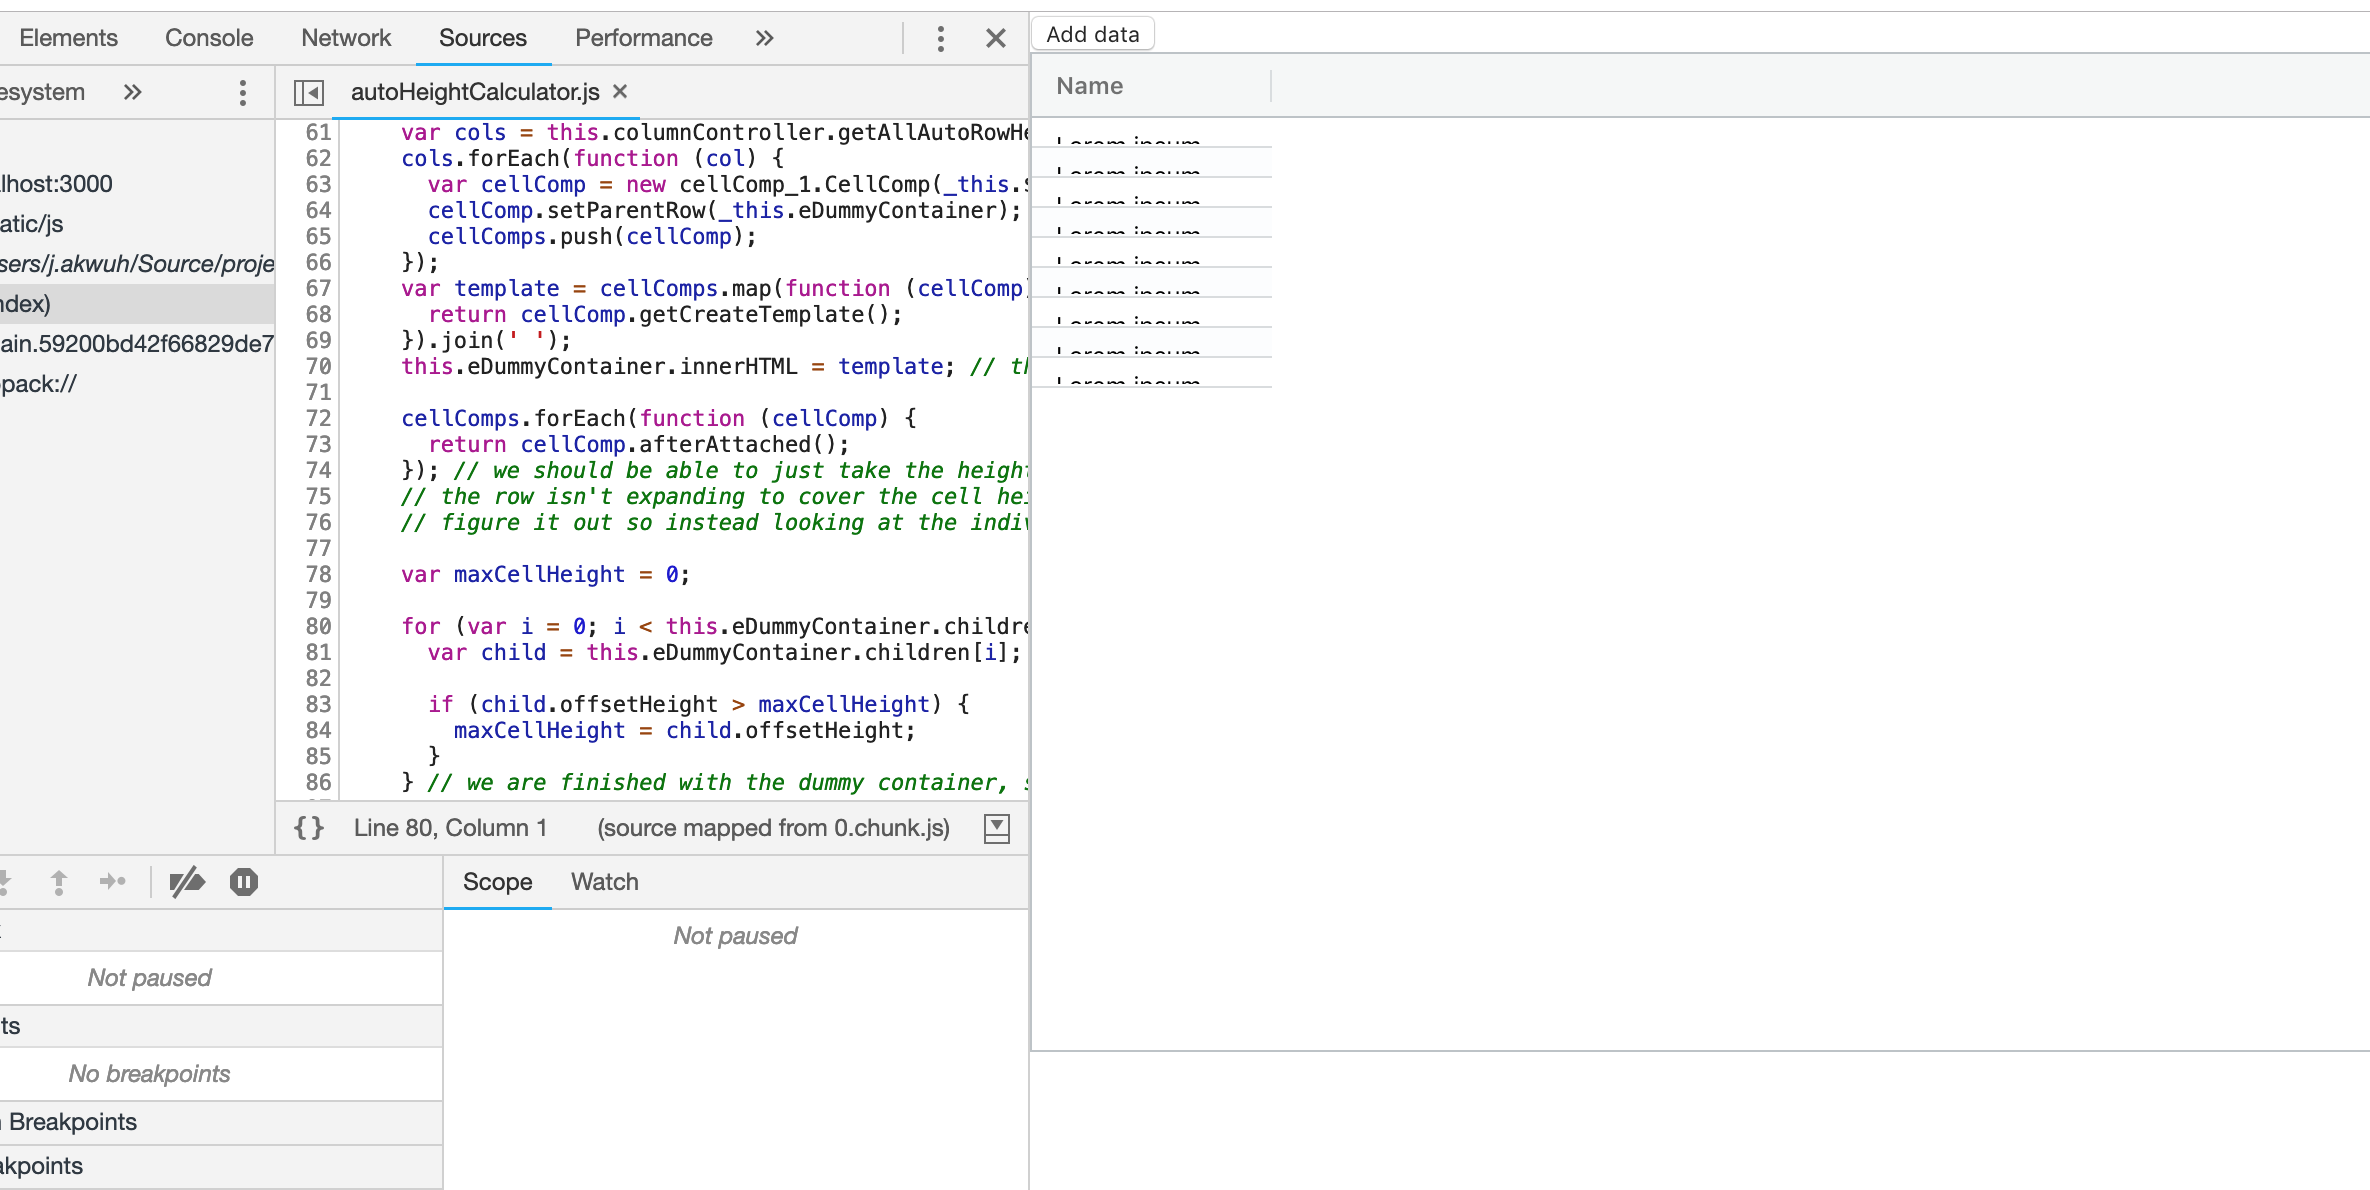 Elements Console Network Sources Performance »
esystem »
autoHeightCalculator.js ×
lhost:3000
atic/js
sers/j.akwuh/Source/proje
ndex)
ain.59200bd42f66829de7
pack://
61 var cols = this.columnController.getAllAutoRowHe
62 cols.forEach(function (col) {
63 var cellComp = new cellComp_1.CellComp(_this.s
64 cellComp.setParentRow(_this.eDummyContainer);
65 cellComps.push(cellComp);
66 });
67 var template = cellComps.map(function (cellComp)
68 return cellComp.getCreateTemplate();
69 }).join(' ');
70 this.eDummyContainer.innerHTML = template; // th
71
72 cellComps.forEach(function (cellComp) {
73 return cellComp.afterAttached();
74 }); // we should be able to just take the height
75 // the row isn't expanding to cover the cell hei
76 // figure it out so instead looking at the indiv
77
78 var maxCellHeight = 0;
79
80 for (var i = 0; i < this.eDummyContainer.childre
81 var child = this.eDummyContainer.children[i];
82
83 if (child.offsetHeight > maxCellHeight) {
84 maxCellHeight = child.offsetHeight;
85 }
86 } // we are finished with the dummy container, s
{} Line 80, Column 1 (source mapped from 0.chunk.js)
Scope Watch
Not paused
Not paused
ts
No breakpoints
Breakpoints
akpoints
Add data
Name
Lorem ipsum
Lorem ipsum
Lorem ipsum
Lorem ipsum
Lorem ipsum
Lorem ipsum
Lorem ipsum
Lorem ipsum
Lorem ipsum